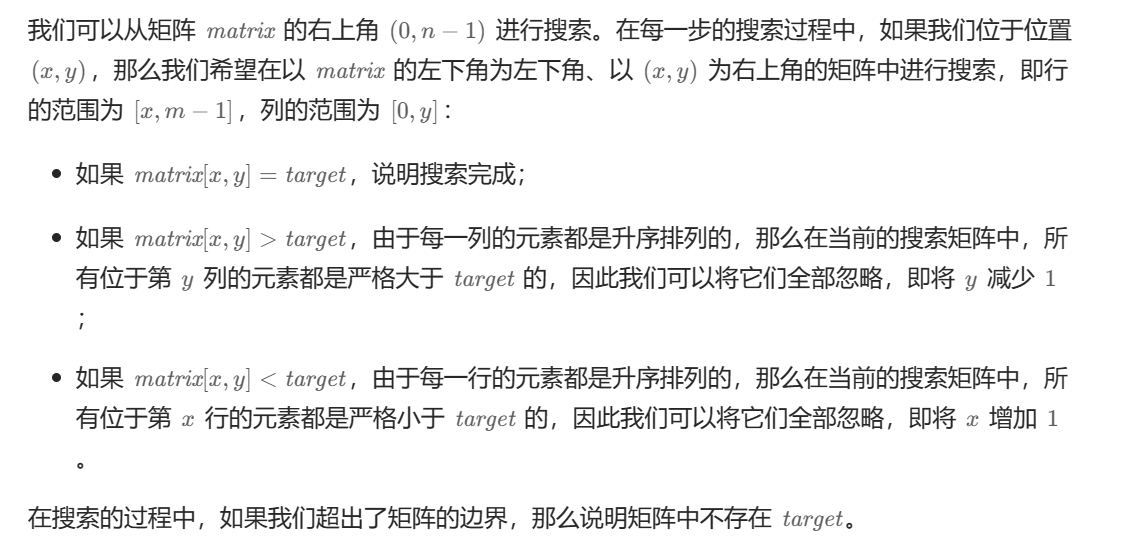 我们可以从矩阵 matrix 的右上角 (0, n − 1) 进行搜索。在每一步的搜索过程中，如果我们位于位置
(x, y)，那么我们希望在以 matrix 的左下角为左下角、以 (x, y) 为右上角的矩阵中进行搜索，即行
的范围为 [x, m − 1]，列的范围为 [0, y]：
• 如果 matrix[x, y] = target，说明搜索完成；
• 如果 matrix[x, y] > target，由于每一列的元素都是升序排列的，那么在当前的搜索矩阵中，所
有位于第 y 列的元素都是严格大于 target 的，因此我们可以将它们全部忽略，即将 y 减少 1
；
• 如果 matrix[x, y] < target，由于每一行的元素都是升序排列的，那么在当前的搜索矩阵中，所
有位于第 x 行的元素都是严格小于 target 的，因此我们可以将它们全部忽略，即将 x 增加 1
。
在搜索的过程中，如果我们超出了矩阵的边界，那么说明矩阵中不存在 target。